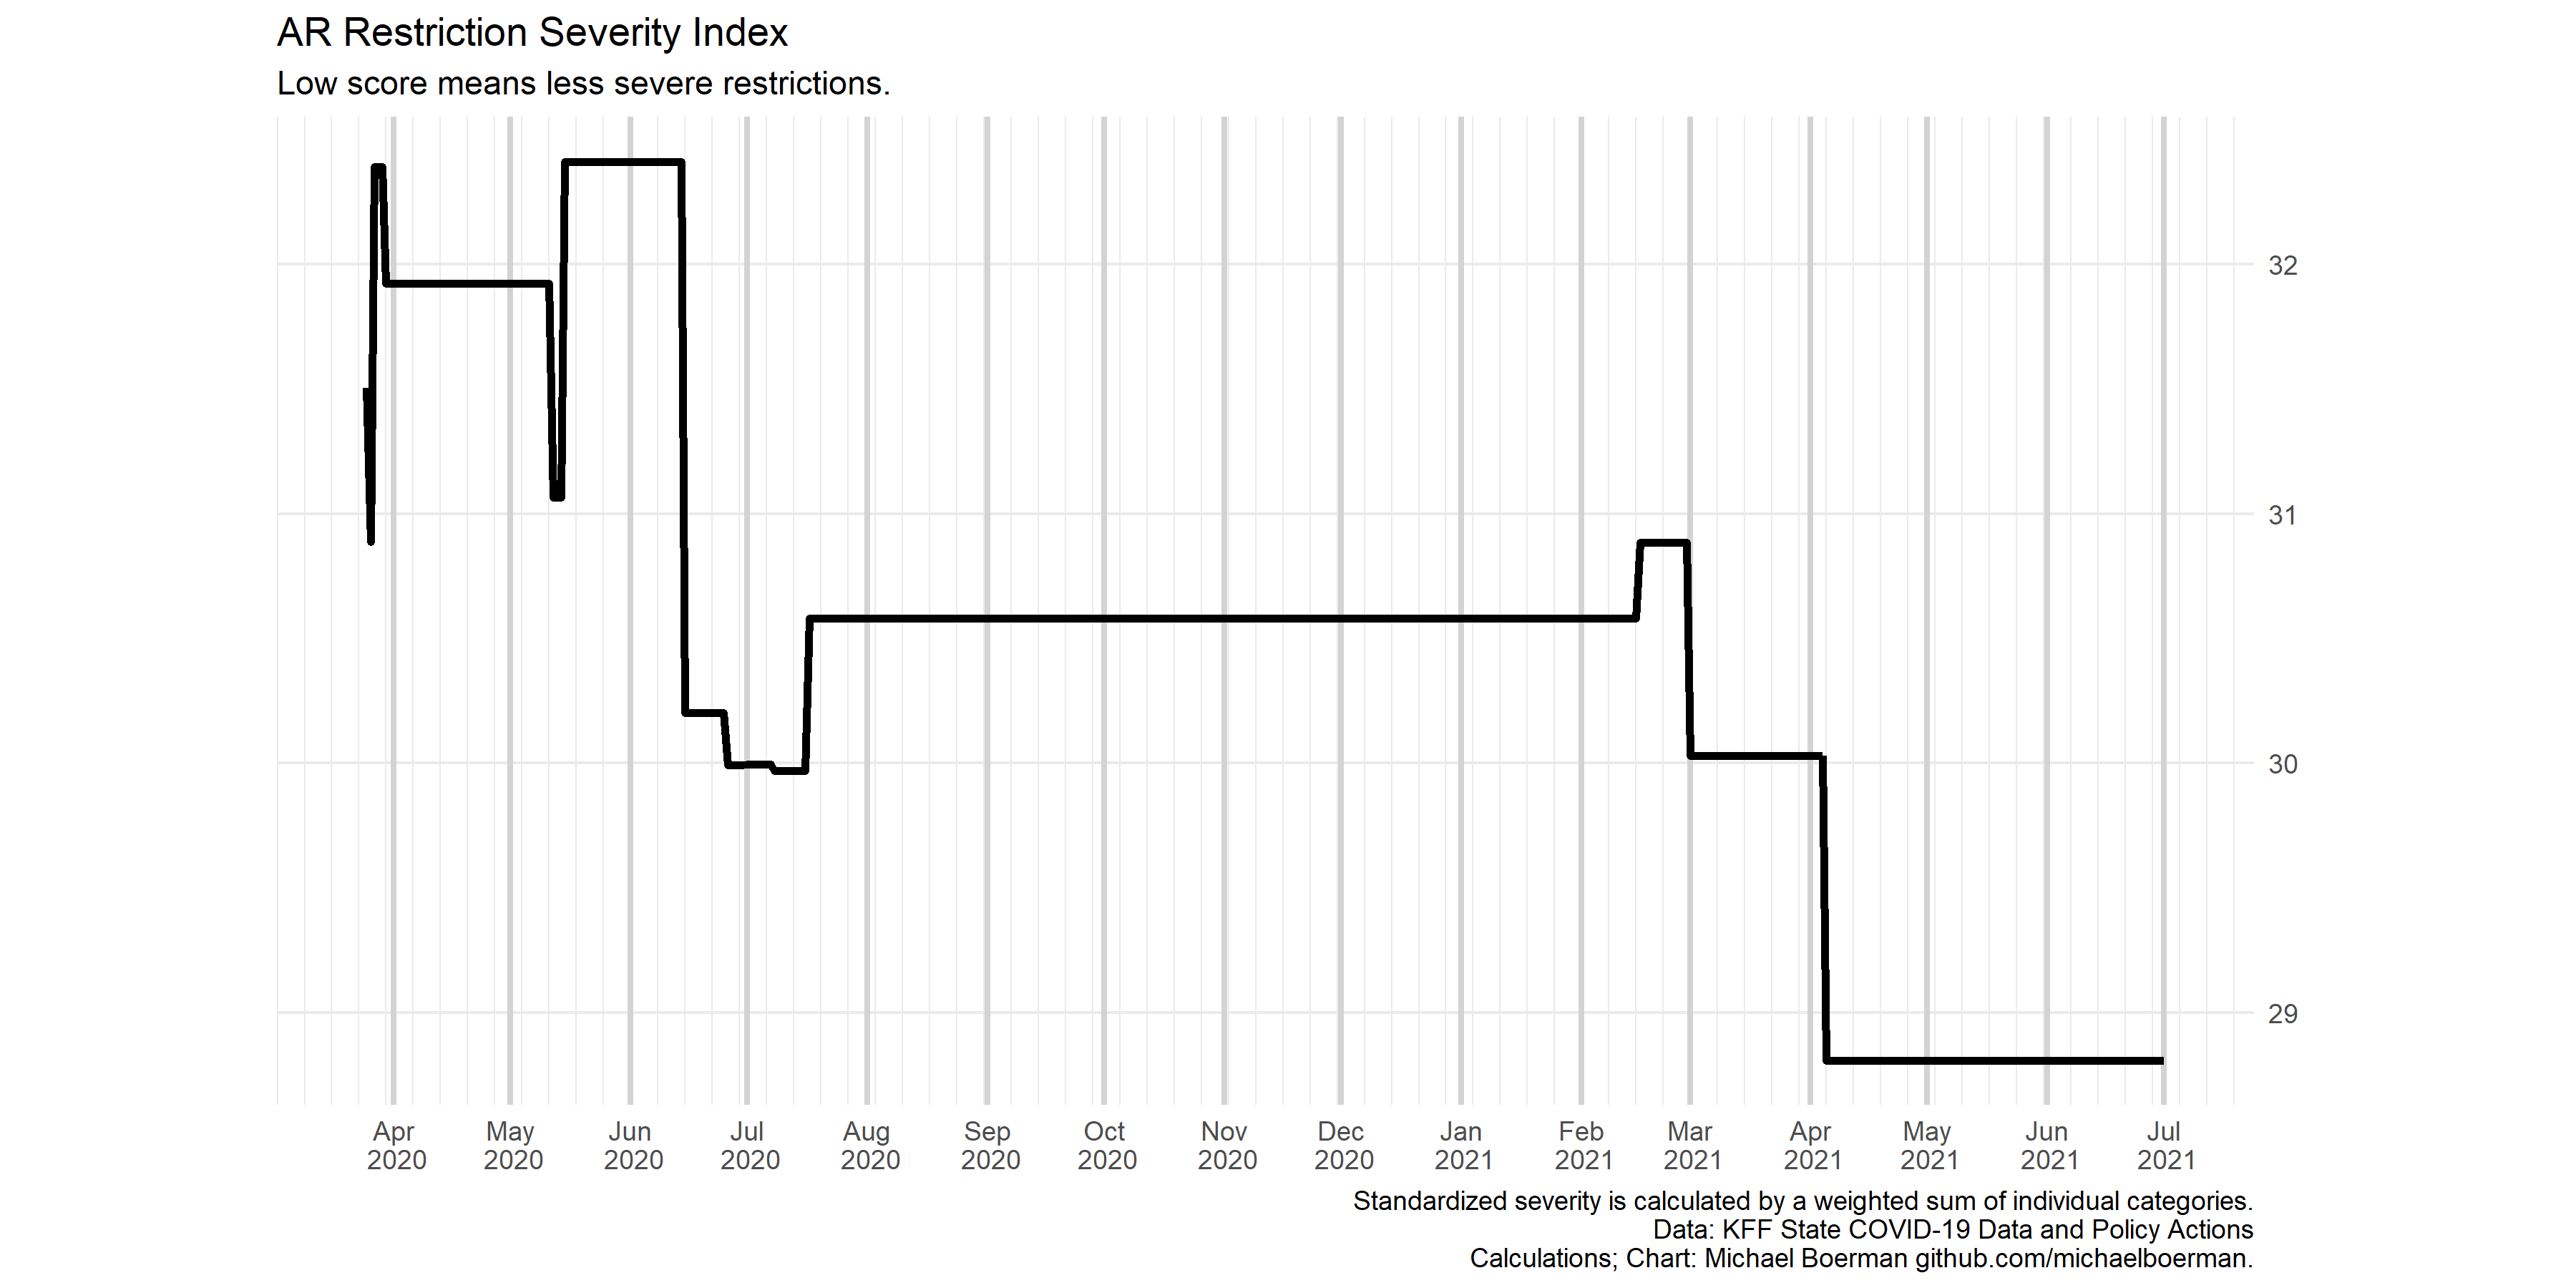 AR Restriction Severity Index
Low score means less severe restrictions.
32
31
30
29
Apr May Jun Jul Aug Sep Oct Nov Dec Jan Feb Mar Apr May Jun Jul
2020 2020 2020 2020 2020 2020 2020 2020 2020 2021 2021 2021 2021 2021 2021 2021
Standardized severity is calculated by a weighted sum of individual categories.
Data: KFF State COVID-19 Data and Policy Actions
Calculations; Chart: Michael Boerman github.com/michaelboerman.